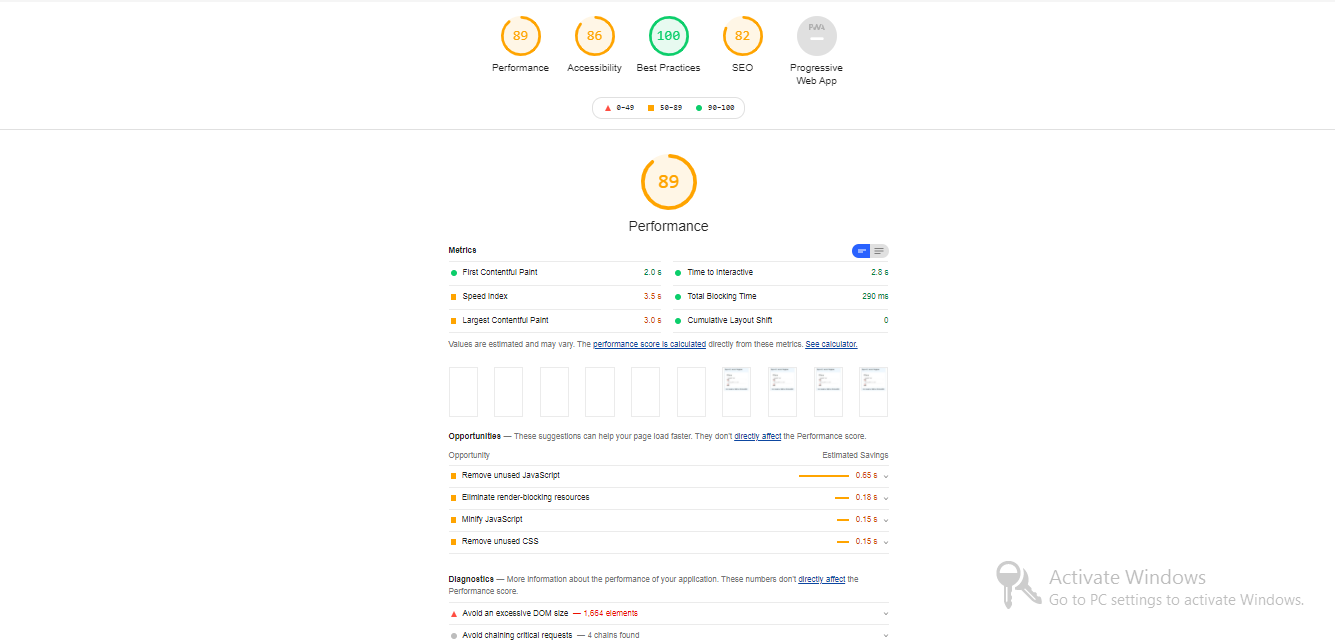 89 86 100 82 PWA
Performance Accessibility Best Practices SEO Progressive
Web App
0–49 50–89 90–100
89
Performance
Metrics
First Contentful Paint 2.0 s Time to Interactive 2.8 s
Speed Index 3.5 s Total Blocking Time 290 ms
Largest Contentful Paint 3.0 s Cumulative Layout Shift 0
Values are estimated and may vary. The performance score is calculated directly from these metrics. See calculator.
Opportunities — These suggestions can help your page load faster. They don't directly affect the Performance score.
Opportunity Estimated Savings
Remove unused JavaScript 0.65 s
Eliminate render-blocking resources 0.18 s
Minify JavaScript 0.15 s
Remove unused CSS 0.15 s
Diagnostics — More information about the performance of your application. These numbers don't directly affect the
Performance score.
Activate Windows
Go to PC settings to activate Windows.
Avoid an excessive DOM size — 1,664 elements
Avoid chaining critical requests — 4 chains found